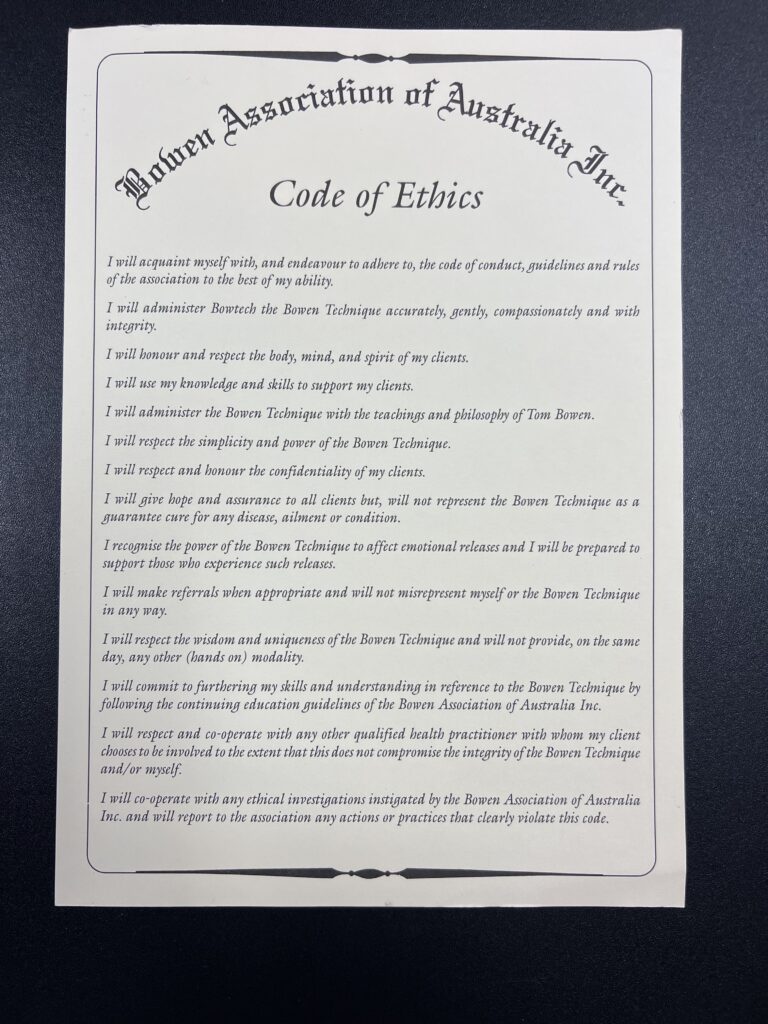 Bowen Association of Australia Inc.
Code of Ethics
I will acquaint myself with, and endeavour to adhere to, the code of conduct, guidelines and rules
of the association to the best of my ability.
I will administer Bowtech the Bowen Technique accurately, gently, compassionately and with
integrity.
I will honour and respect the body, mind, and spirit of my clients.
I will use my knowledge and skills to support my clients.
I will administer the Bowen Technique with the teachings and philosophy of Tom Bowen.
I will respect the simplicity and power of the Bowen Technique.
I will respect and honour the confidentiality of my clients.
I will give hope and assurance to all clients but, will not represent the Bowen Technique as a
guarantee cure for any disease, ailment or condition.
I recognise the power of the Bowen Technique to affect emotional releases and I will be prepared to
support those who experience such releases.
I will make referrals when appropriate and will not misrepresent myself or the Bowen Technique
in any way.
I will respect the wisdom and uniqueness of the Bowen Technique and will not provide, on the same
day, any other (hands on) modality.
I will commit to furthering my skills and understanding in reference to the Bowen Technique by
following the continuing education guidelines of the Bowen Association of Australia Inc.
I will respect and co-operate with any other qualified health practitioner with whom my client
chooses to be involved to the extent that this does not compromise the integrity of the Bowen Technique
and/or myself.
I will co-operate with any ethical investigations instigated by the Bowen Association of Australia
Inc. and will report to the association any actions or practices that clearly violate this code.